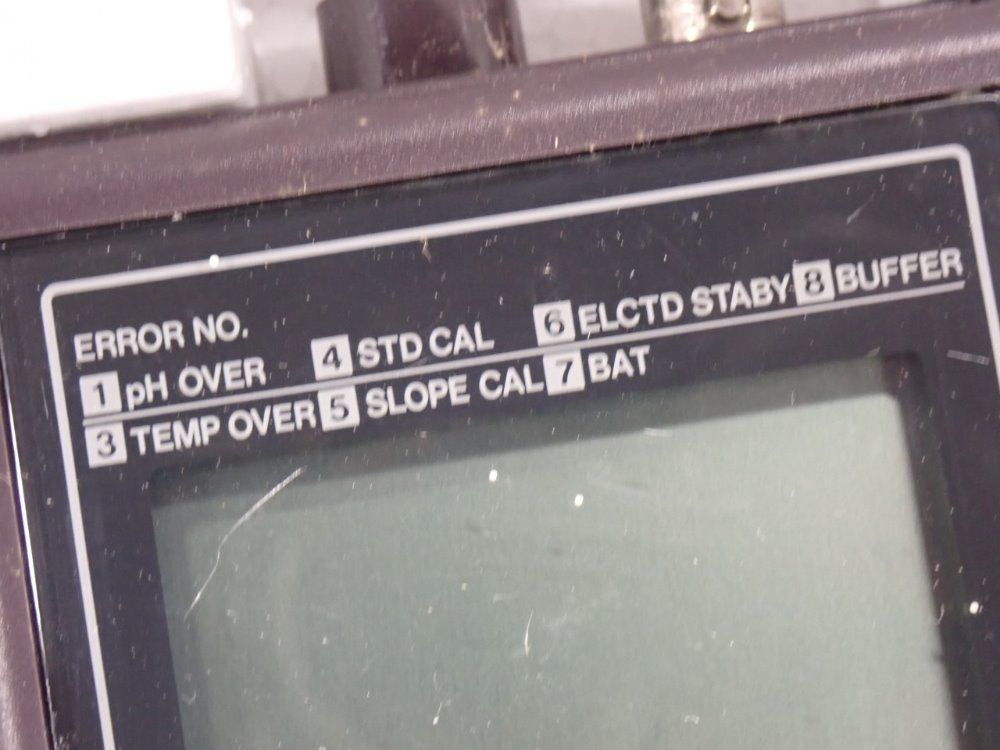 ERROR NO.
1 pH OVER 4 STD CAL 6 ELCTD STABY 8 BUFFER
3 TEMP OVER 5 SLOPE CAL 7 BAT